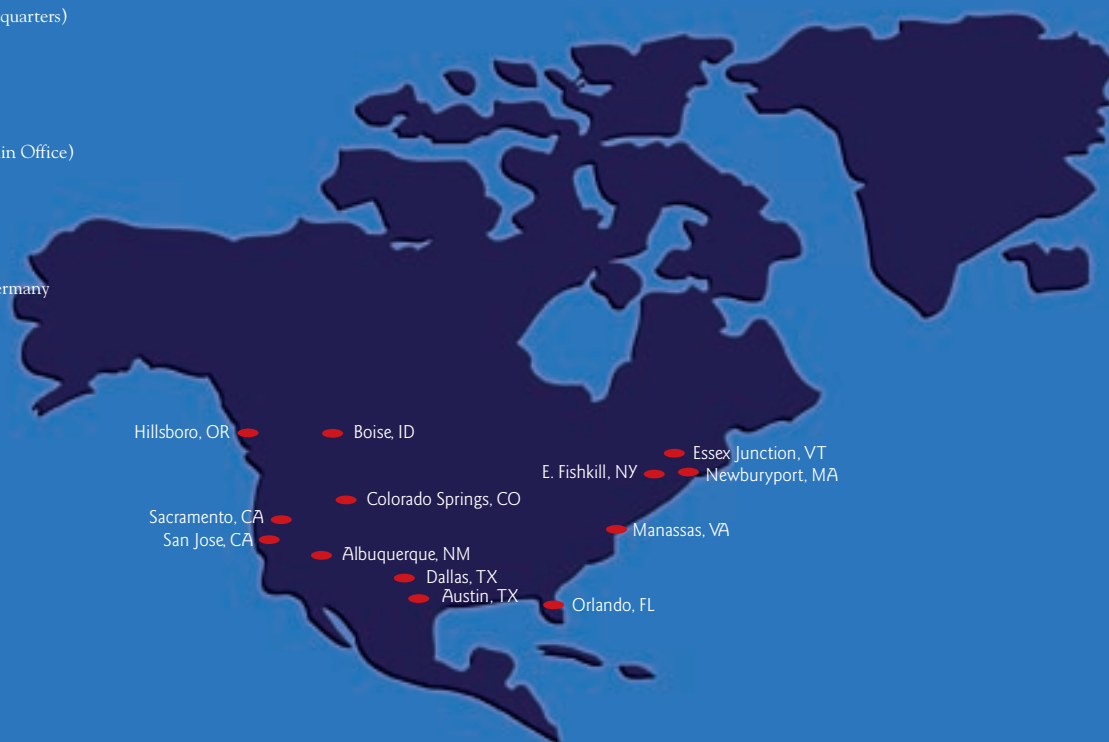 quarters)
in Office)
ermany
Hillsboro, OR
Boise, ID
Essex Junction, VT
E. Fishkill, NY
Newburyport, MA
Colorado Springs, CO
Sacramento, CA
Manassas, VA
San Jose, CA
Albuquerque, NM
Dallas, TX
Austin, TX
Orlando, FL